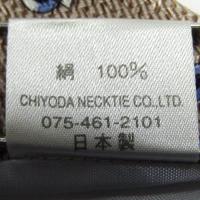 絹 100%
CHIYODA NECKTIE CO.,LTD.
075-461-2101
日本製